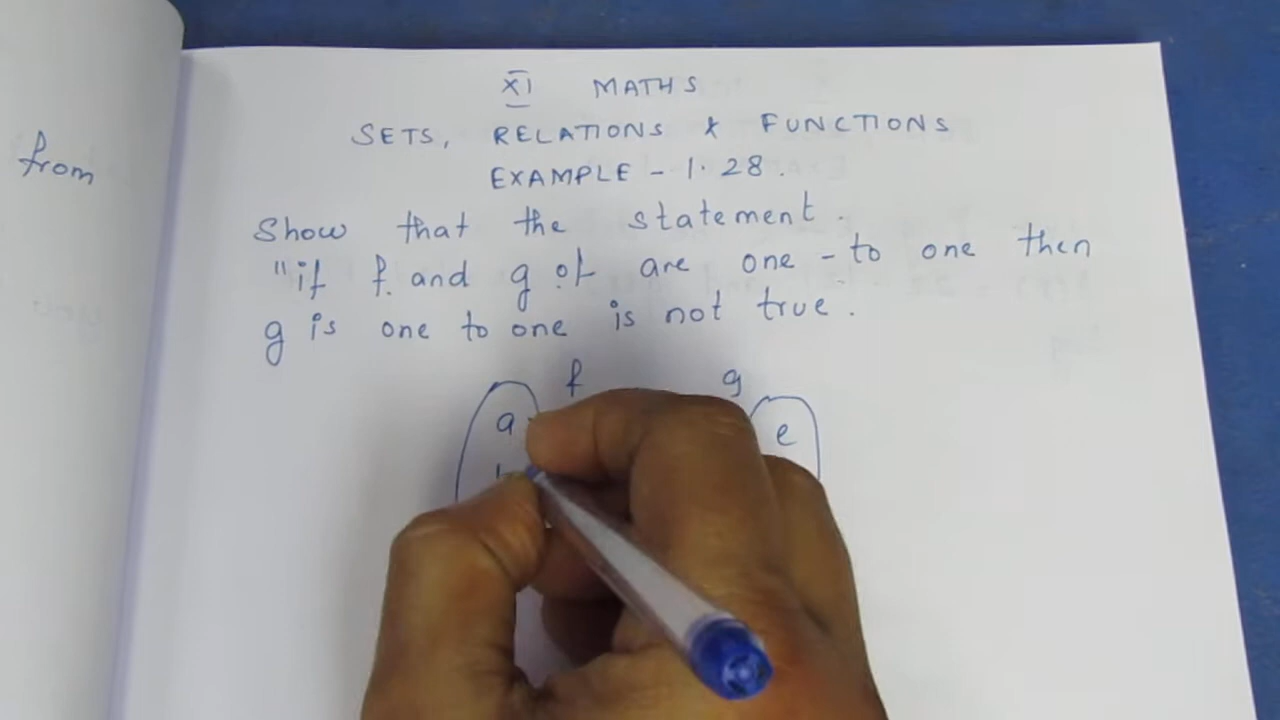 from
XI MATHS
SETS, RELATIONS & FUNCTIONS
EXAMPLE - 1.28.
Show that the statement.
"if f and g of are one - to one then
g is one to one is not true.
f g
a e
b